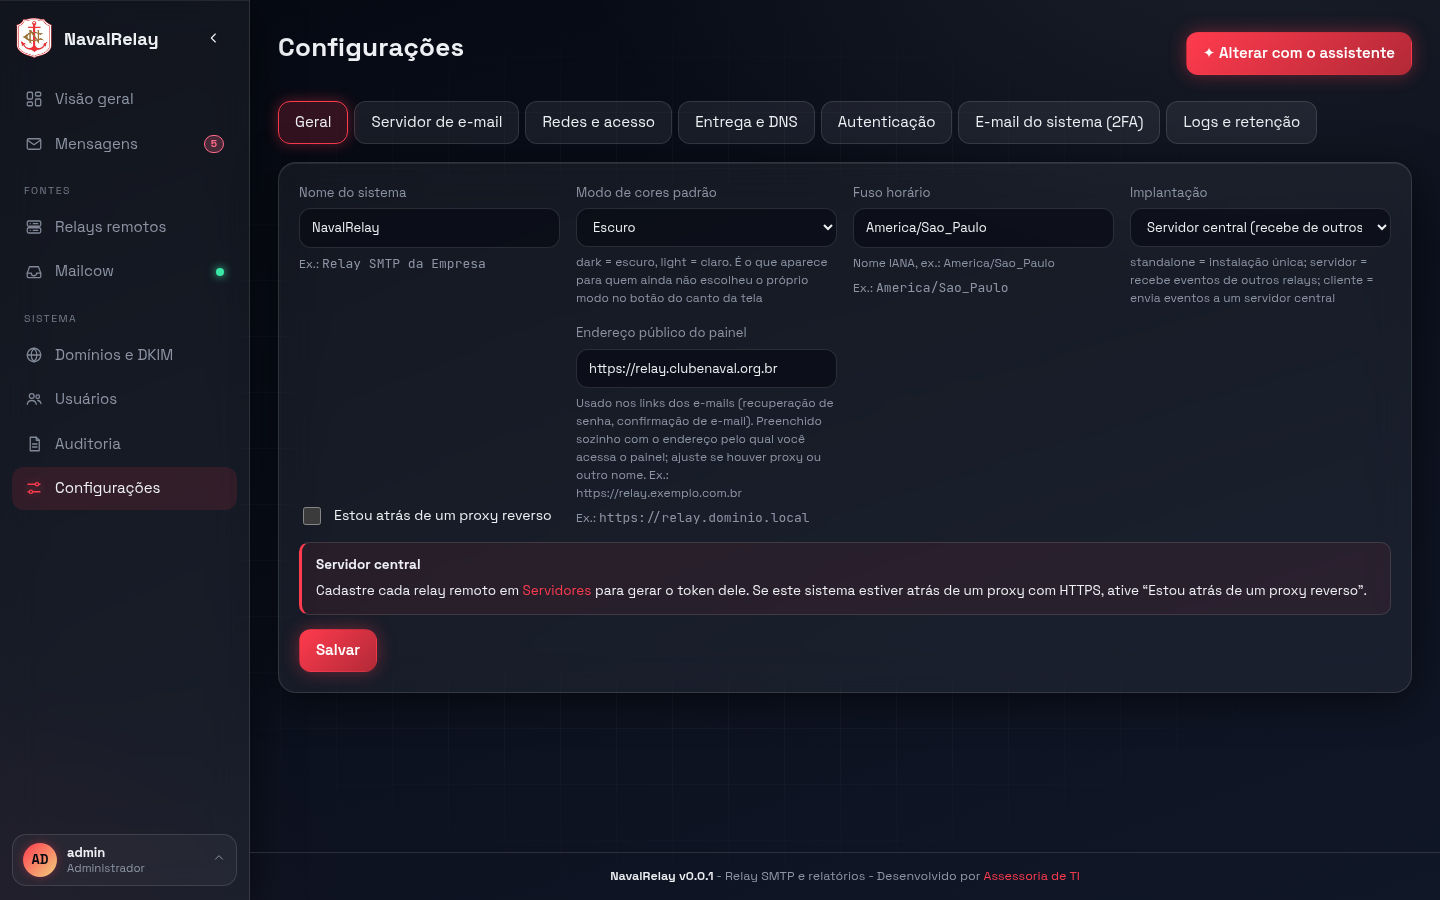 NavalRelay
Visão geral
Mensagens 5
FONTES
Relays remotos
Mailcow
SISTEMA
Domínios e DKIM
Usuários
Auditoria
Configurações
AD
admin
Administrador
Configurações
✦ Alterar com o assistente
Geral
Servidor de e-mail
Redes e acesso
Entrega e DNS
Autenticação
E-mail do sistema (2FA)
Logs e retenção
Nome do sistema
NavalRelay
Ex.: Relay SMTP da Empresa
Modo de cores padrão
Escuro
dark = escuro, light = claro. É o que aparece
para quem ainda não escolheu o próprio
modo no botão do canto da tela
Fuso horário
America/Sao_Paulo
Nome IANA, ex.: America/Sao_Paulo
Ex.: America/Sao_Paulo
Implantação
Servidor central (recebe de outros
standalone = instalação única; servidor =
recebe eventos de outros relays; cliente =
envia eventos a um servidor central
Estou atrás de um proxy reverso
Endereço público do painel
https://relay.clubenaval.org.br
Usado nos links dos e-mails (recuperação de
senha, confirmação de e-mail). Preenchido
sozinho com o endereço pelo qual você
acessa o painel; ajuste se houver proxy ou
outro nome. Ex.:
https://relay.exemplo.com.br
Ex.: https://relay.dominio.local
Servidor central
Cadastre cada relay remoto em Servidores para gerar o token dele. Se este sistema estiver atrás de um proxy com HTTPS, ative “Estou atrás de um proxy reverso”.
Salvar
NavalRelay v0.0.1 - Relay SMTP e relatórios - Desenvolvido por Assessoria de TI